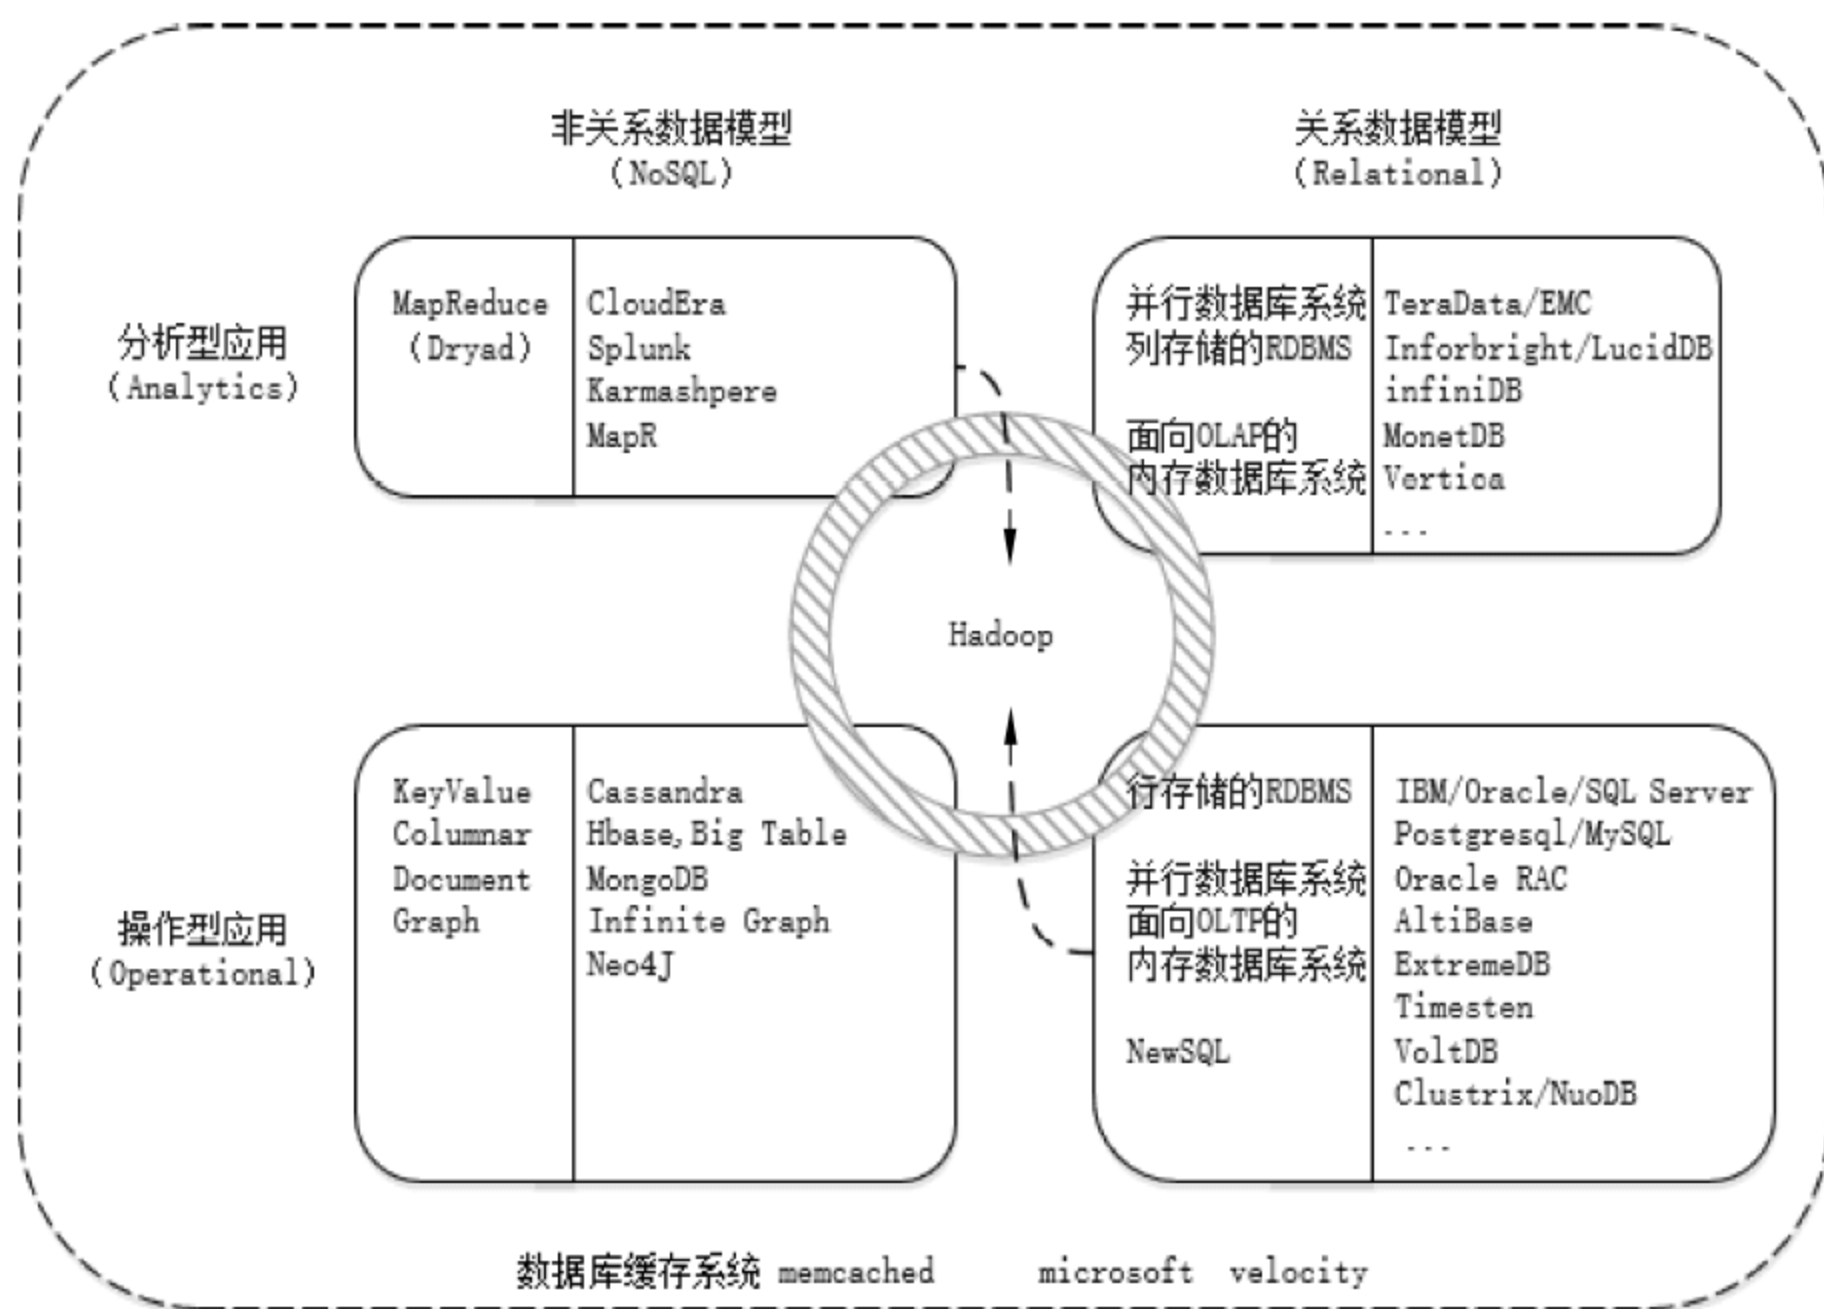 非关系数据模型
(NoSQL)
关系数据模型
(Relational)
分析型应用
(Analytics)
MapReduce
(Dryad)
CloudEra
Splunk
Karmashpere
MapR
并行数据库系统
列存储的RDBMS
面向OLAP的
内存数据库系统
TeraData/EMC
Inforbright/LucidDB
infiniDB
MonetDB
Vertica
...
Hadoop
操作型应用
(Operational)
KeyValue
Columnar
Document
Graph
Cassandra
Hbase,Big Table
MongoDB
Infinite Graph
Neo4J
行存储的RDBMS
并行数据库系统
面向OLTP的
内存数据库系统
NewSQL
IBM/Oracle/SQL Server
Postgresql/MySQL
Oracle RAC
AltiBase
ExtremeDB
Timesten
VoltDB
Clustrix/NuoDB
...
数据库缓存系统 memcached microsoft velocity